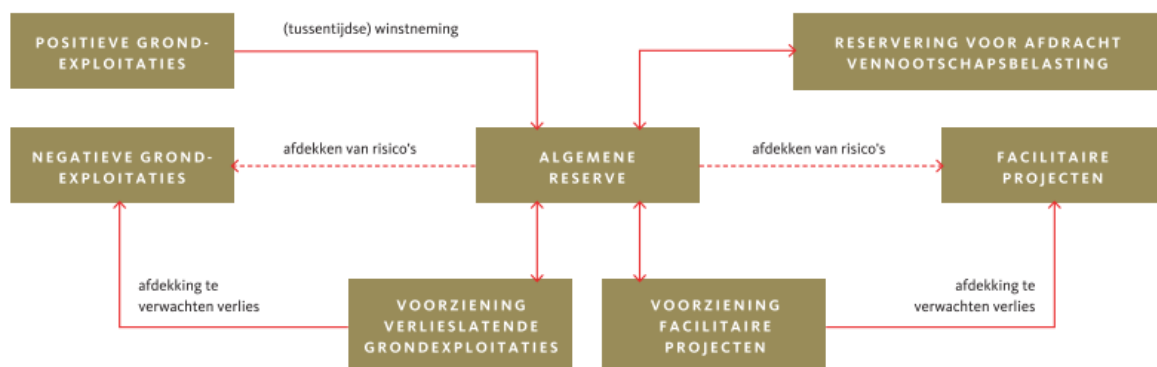 POSITIEVE GROND-
EXPLOITATIES
(tussentijdse) winstneming
RESERVERING VOOR AFDRACHT
VENNOOTSCHAPSBELASTING
NEGATIEVE GROND-
EXPLOITATIES
afdekken van risico's
ALGEMENE
RESERVE
afdekken van risico's
FACILITAIRE
PROJECTEN
afdekking te
verwachten verlies
VOORZIENING
VERLIESLATENDE
GRONDEXPLOITATIES
VOORZIENING
FACILITAIRE
PROJECTEN
afdekking te
verwachten verlies